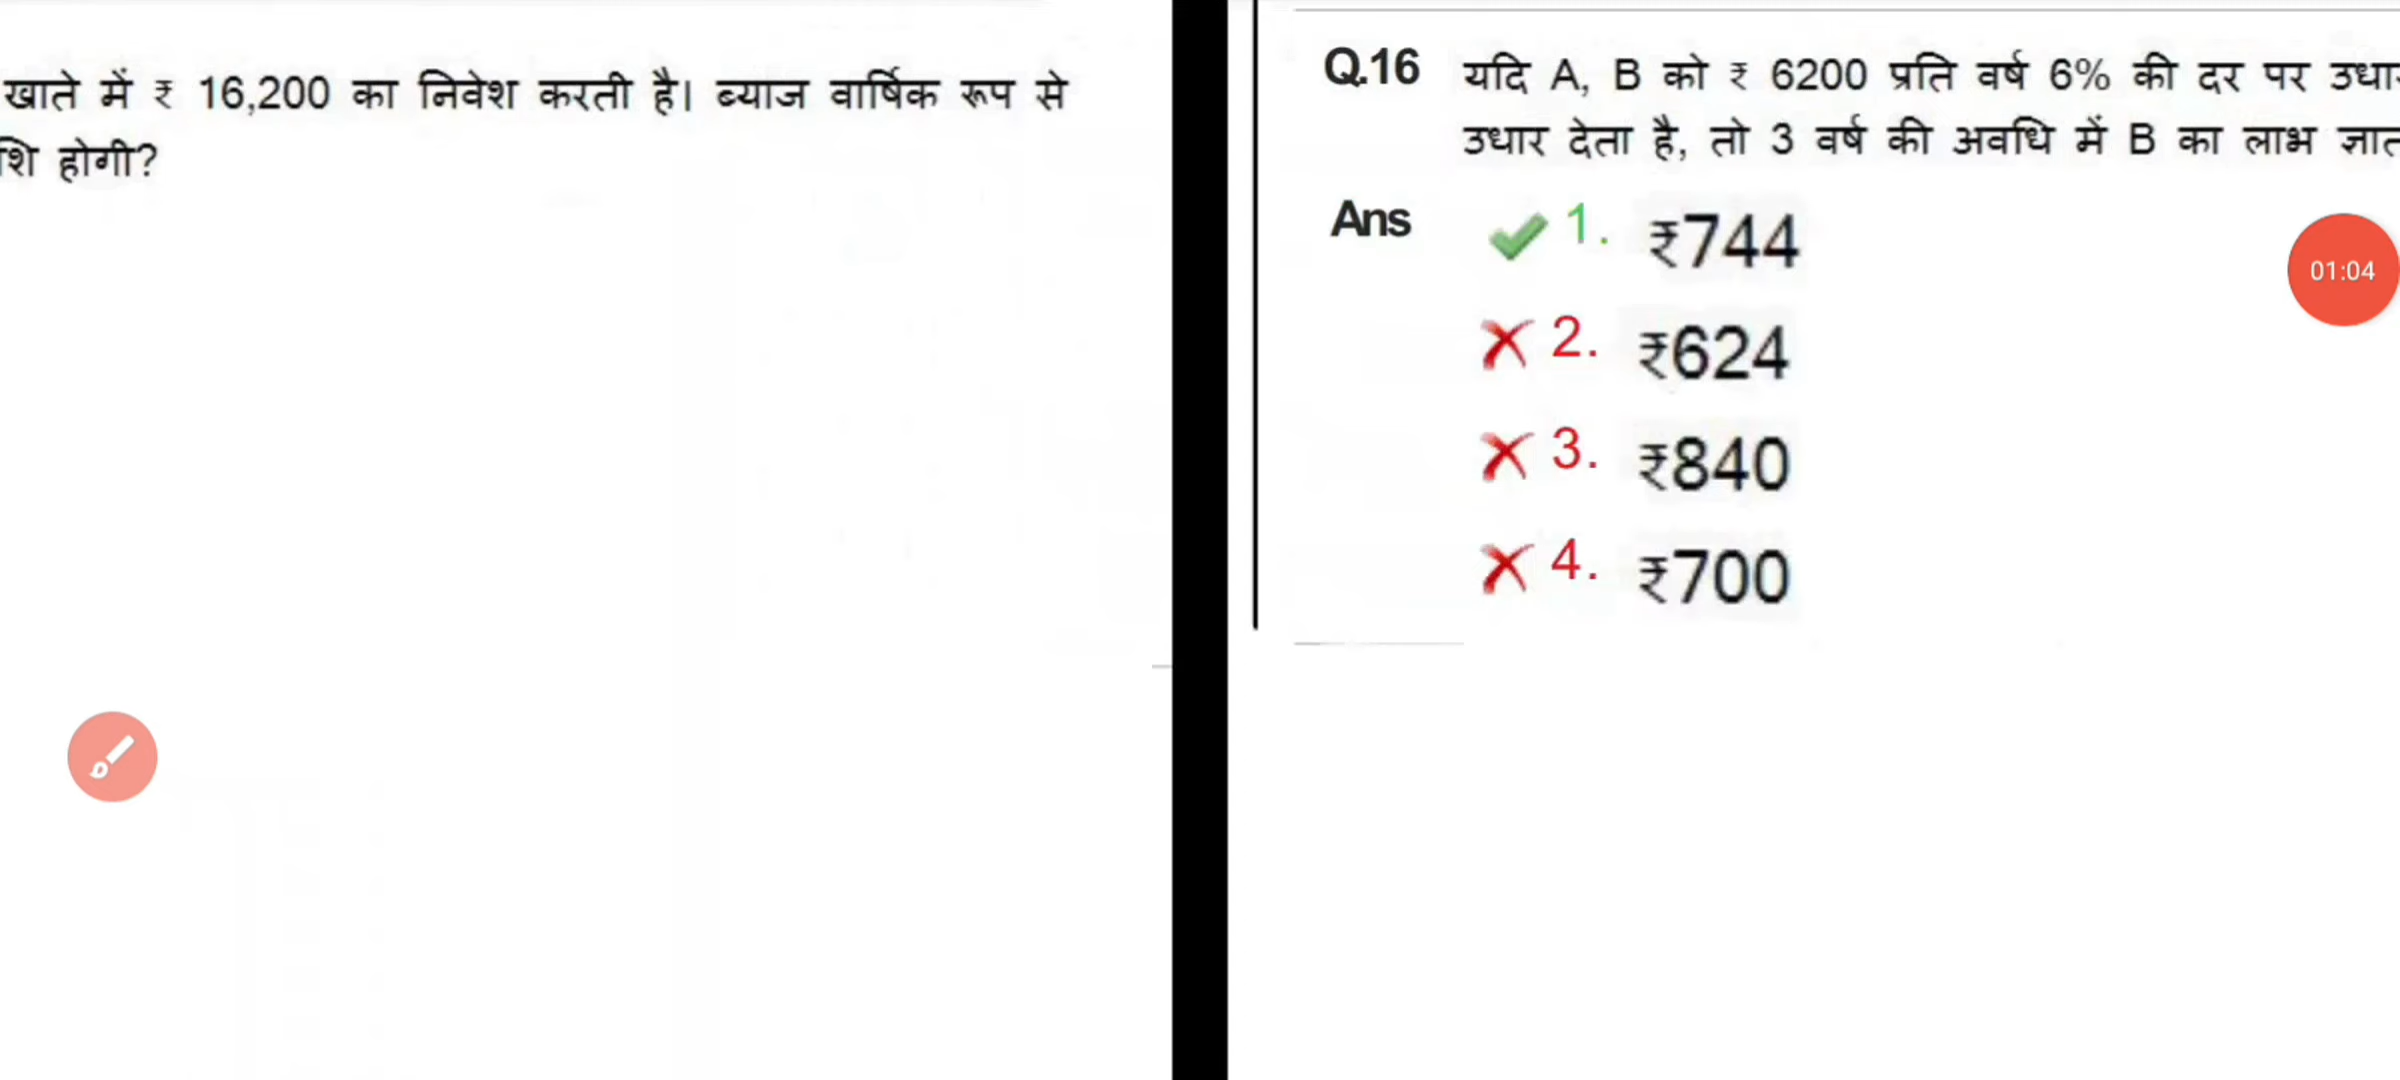 खाते में ₹ 16,200 का निवेश करती है। ब्याज वार्षिक रूप से
शि होगी?
Q.16 यदि A, B को ₹ 6200 प्रति वर्ष 6% की दर पर
उधार देता है, तो 3 वर्ष की अवधि में B का लाभ
Ans 1. ₹744
2. ₹624
3. ₹840
4. ₹700
01:04